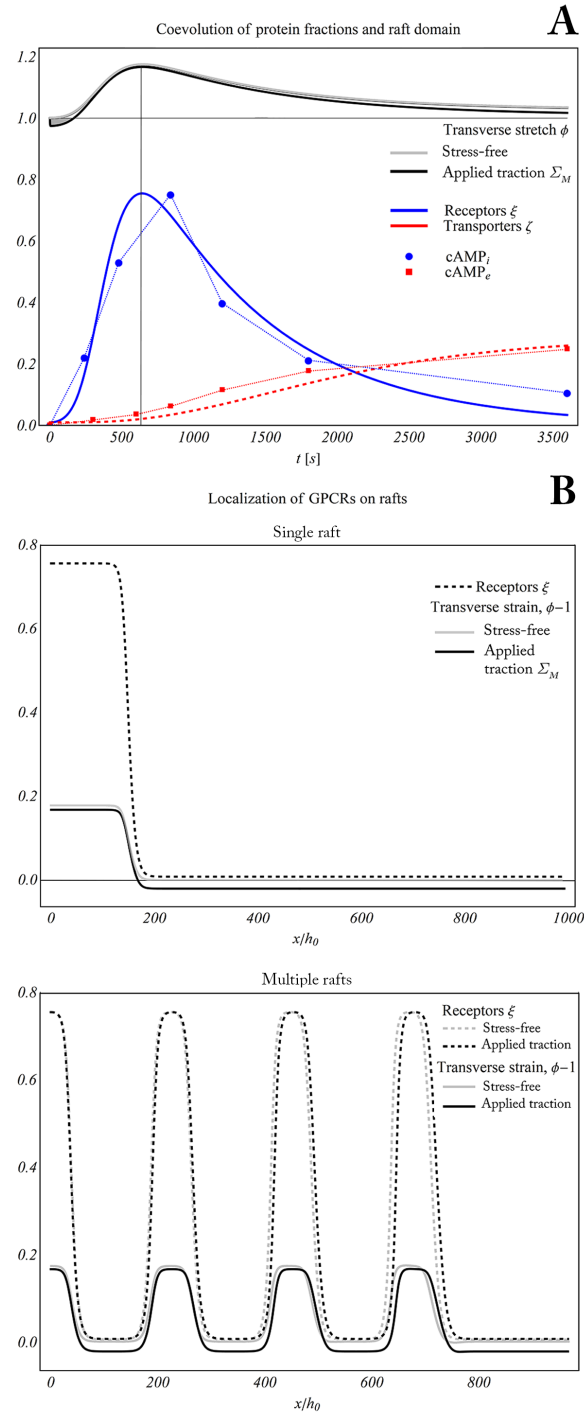 A
Coevolution of protein fractions and raft domain
1.2
1.0
0.8
0.6
0.4
0.2
0.0
Transverse stretch ϕ
Stress-free
Applied traction Σ_M
Receptors ξ
Transporters ζ
cAMP_i
cAMP_e
0 500 1000 1500 2000 2500 3000 3500
t [s]
B
Localization of GPCRs on rafts
Single raft
0.8
0.6
0.4
0.2
0.0
Receptors ξ
Transverse strain, ϕ−1
Stress-free
Applied
traction Σ_M
0 200 400 600 800 1000
x/h_0
Multiple rafts
0.8
0.6
0.4
0.2
0.0
Receptors ξ
Stress-free
Applied traction
Transverse strain, ϕ−1
Stress-free
Applied traction
0 200 400 600 800
x/h_0